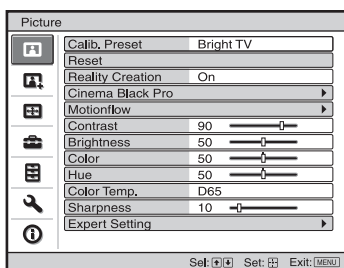 Picture
Calib. Preset Bright TV
Reset
Reality Creation On
Cinema Black Pro
Motionflow
Contrast 90
Brightness 50
Color 50
Hue 50
Color Temp. D65
Sharpness 10
Expert Setting
Sel: Set: Exit: MENU